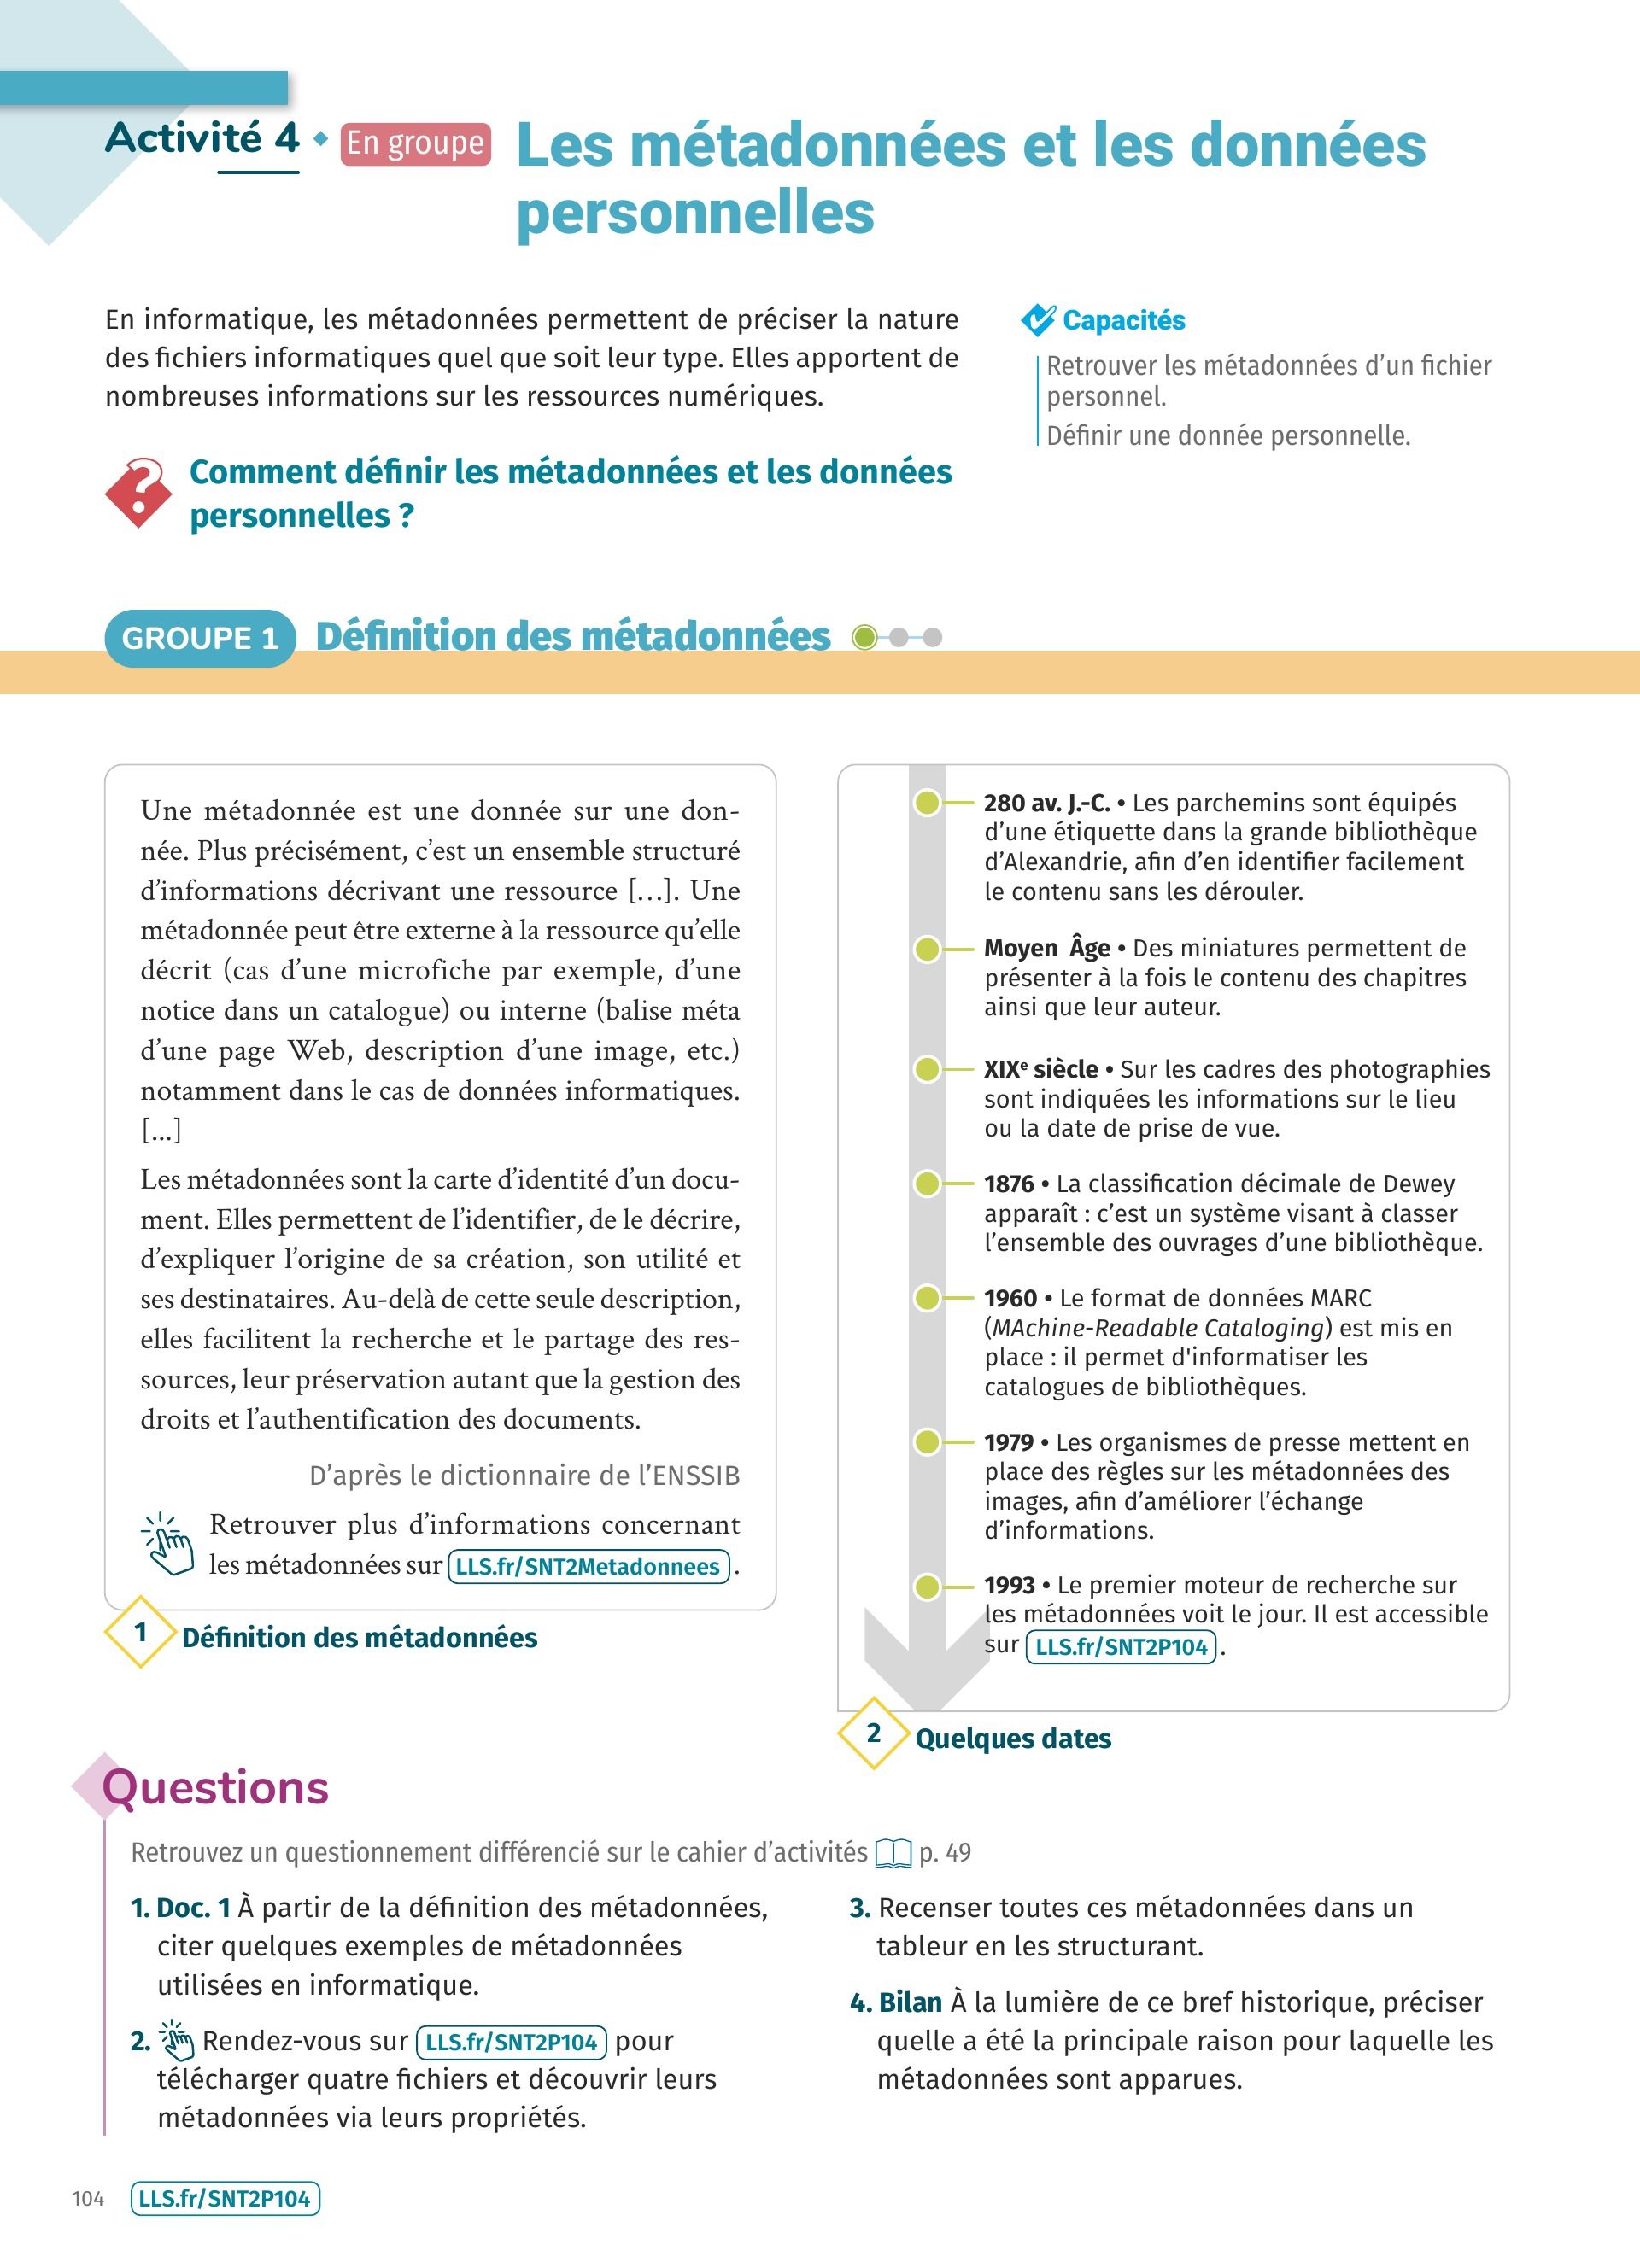 Activité 4 • En groupe Les métadonnées et les données
personnelles
En informatique, les métadonnées permettent de préciser la nature
des fichiers informatiques quel que soit leur type. Elles apportent de
nombreuses informations sur les ressources numériques.
Capacités
Retrouver les métadonnées d’un fichier
personnel.
Définir une donnée personnelle.
? Comment définir les métadonnées et les données
personnelles ?
GROUPE 1 Définition des métadonnées
Une métadonnée est une donnée sur une don-
née. Plus précisément, c’est un ensemble structuré
d’informations décrivant une ressource […]. Une
métadonnée peut être externe à la ressource qu’elle
décrit (cas d’une microfiche par exemple, d’une
notice dans un catalogue) ou interne (balise méta
d’une page Web, description d’une image, etc.)
notamment dans le cas de données informatiques.
[...]
Les métadonnées sont la carte d’identité d’un docu-
ment. Elles permettent de l’identifier, de le décrire,
d’expliquer l’origine de sa création, son utilité et
ses destinataires. Au-delà de cette seule description,
elles facilitent la recherche et le partage des res-
sources, leur préservation autant que la gestion des
droits et l’authentification des documents.
D’après le dictionnaire de l’ENSSIB
Retrouver plus d’informations concernant
les métadonnées sur LLS.fr/SNT2Metadonnees .
1 Définition des métadonnées
280 av. J.-C. • Les parchemins sont équipés
d’une étiquette dans la grande bibliothèque
d’Alexandrie, afin d’en identifier facilement
le contenu sans les dérouler.
Moyen Âge • Des miniatures permettent de
présenter à la fois le contenu des chapitres
ainsi que leur auteur.
XIXe siècle • Sur les cadres des photographies
sont indiquées les informations sur le lieu
ou la date de prise de vue.
1876 • La classification décimale de Dewey
apparaît : c’est un système visant à classer
l’ensemble des ouvrages d’une bibliothèque.
1960 • Le format de données MARC
(MAchine-Readable Cataloging) est mis en
place : il permet d'informatiser les
catalogues de bibliothèques.
1979 • Les organismes de presse mettent en
place des règles sur les métadonnées des
images, afin d’améliorer l’échange
d’informations.
1993 • Le premier moteur de recherche sur
les métadonnées voit le jour. Il est accessible
sur LLS.fr/SNT2P104 .
2 Quelques dates
Questions
Retrouvez un questionnement différencié sur le cahier d’activités p. 49
1. Doc. 1 À partir de la définition des métadonnées,
citer quelques exemples de métadonnées
utilisées en informatique.
2. Rendez-vous sur LLS.fr/SNT2P104 pour
télécharger quatre fichiers et découvrir leurs
métadonnées via leurs propriétés.
3. Recenser toutes ces métadonnées dans un
tableur en les structurant.
4. Bilan À la lumière de ce bref historique, préciser
quelle a été la principale raison pour laquelle les
métadonnées sont apparues.
104 LLS.fr/SNT2P104